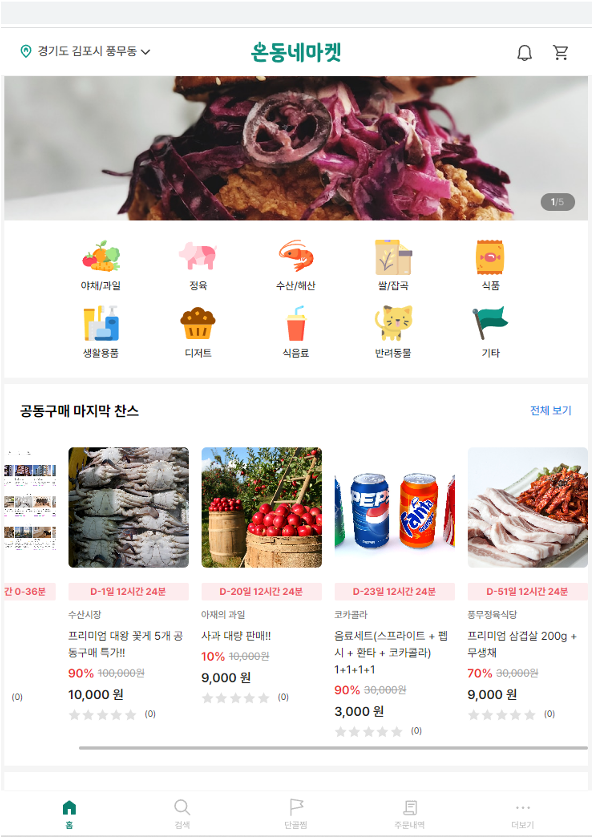 경기도 김포시 풍무동
온동네마켓
1/5
야채/과일
정육
수산/해산
쌀/잡곡
식품
생활용품
디저트
식음료
반려동물
기타
공동구매 마지막 찬스
전체 보기
간 0-36분
(0)
D-1일 12시간 24분
수산시장
프리미엄 대왕 꽃게 5개 공
동구매 특가!!
90% 100,000원
10,000 원
(0)
D-20일 12시간 24분
아재의 과일
사과 대량 판매!!
10% 10,000원
9,000 원
(0)
PEPSI
Fanta
D-23일 12시간 24분
코카콜라
음료세트(스프라이트 + 펩
시 + 환타 + 코카콜라)
1+1+1+1
90% 30,000원
3,000 원
(0)
D-51일 12시간 24분
풍무정육식당
프리미엄 삼겹살 200g +
무생채
70% 30,000원
9,000 원
(0)
홈
검색
단골찜
주문내역
더보기